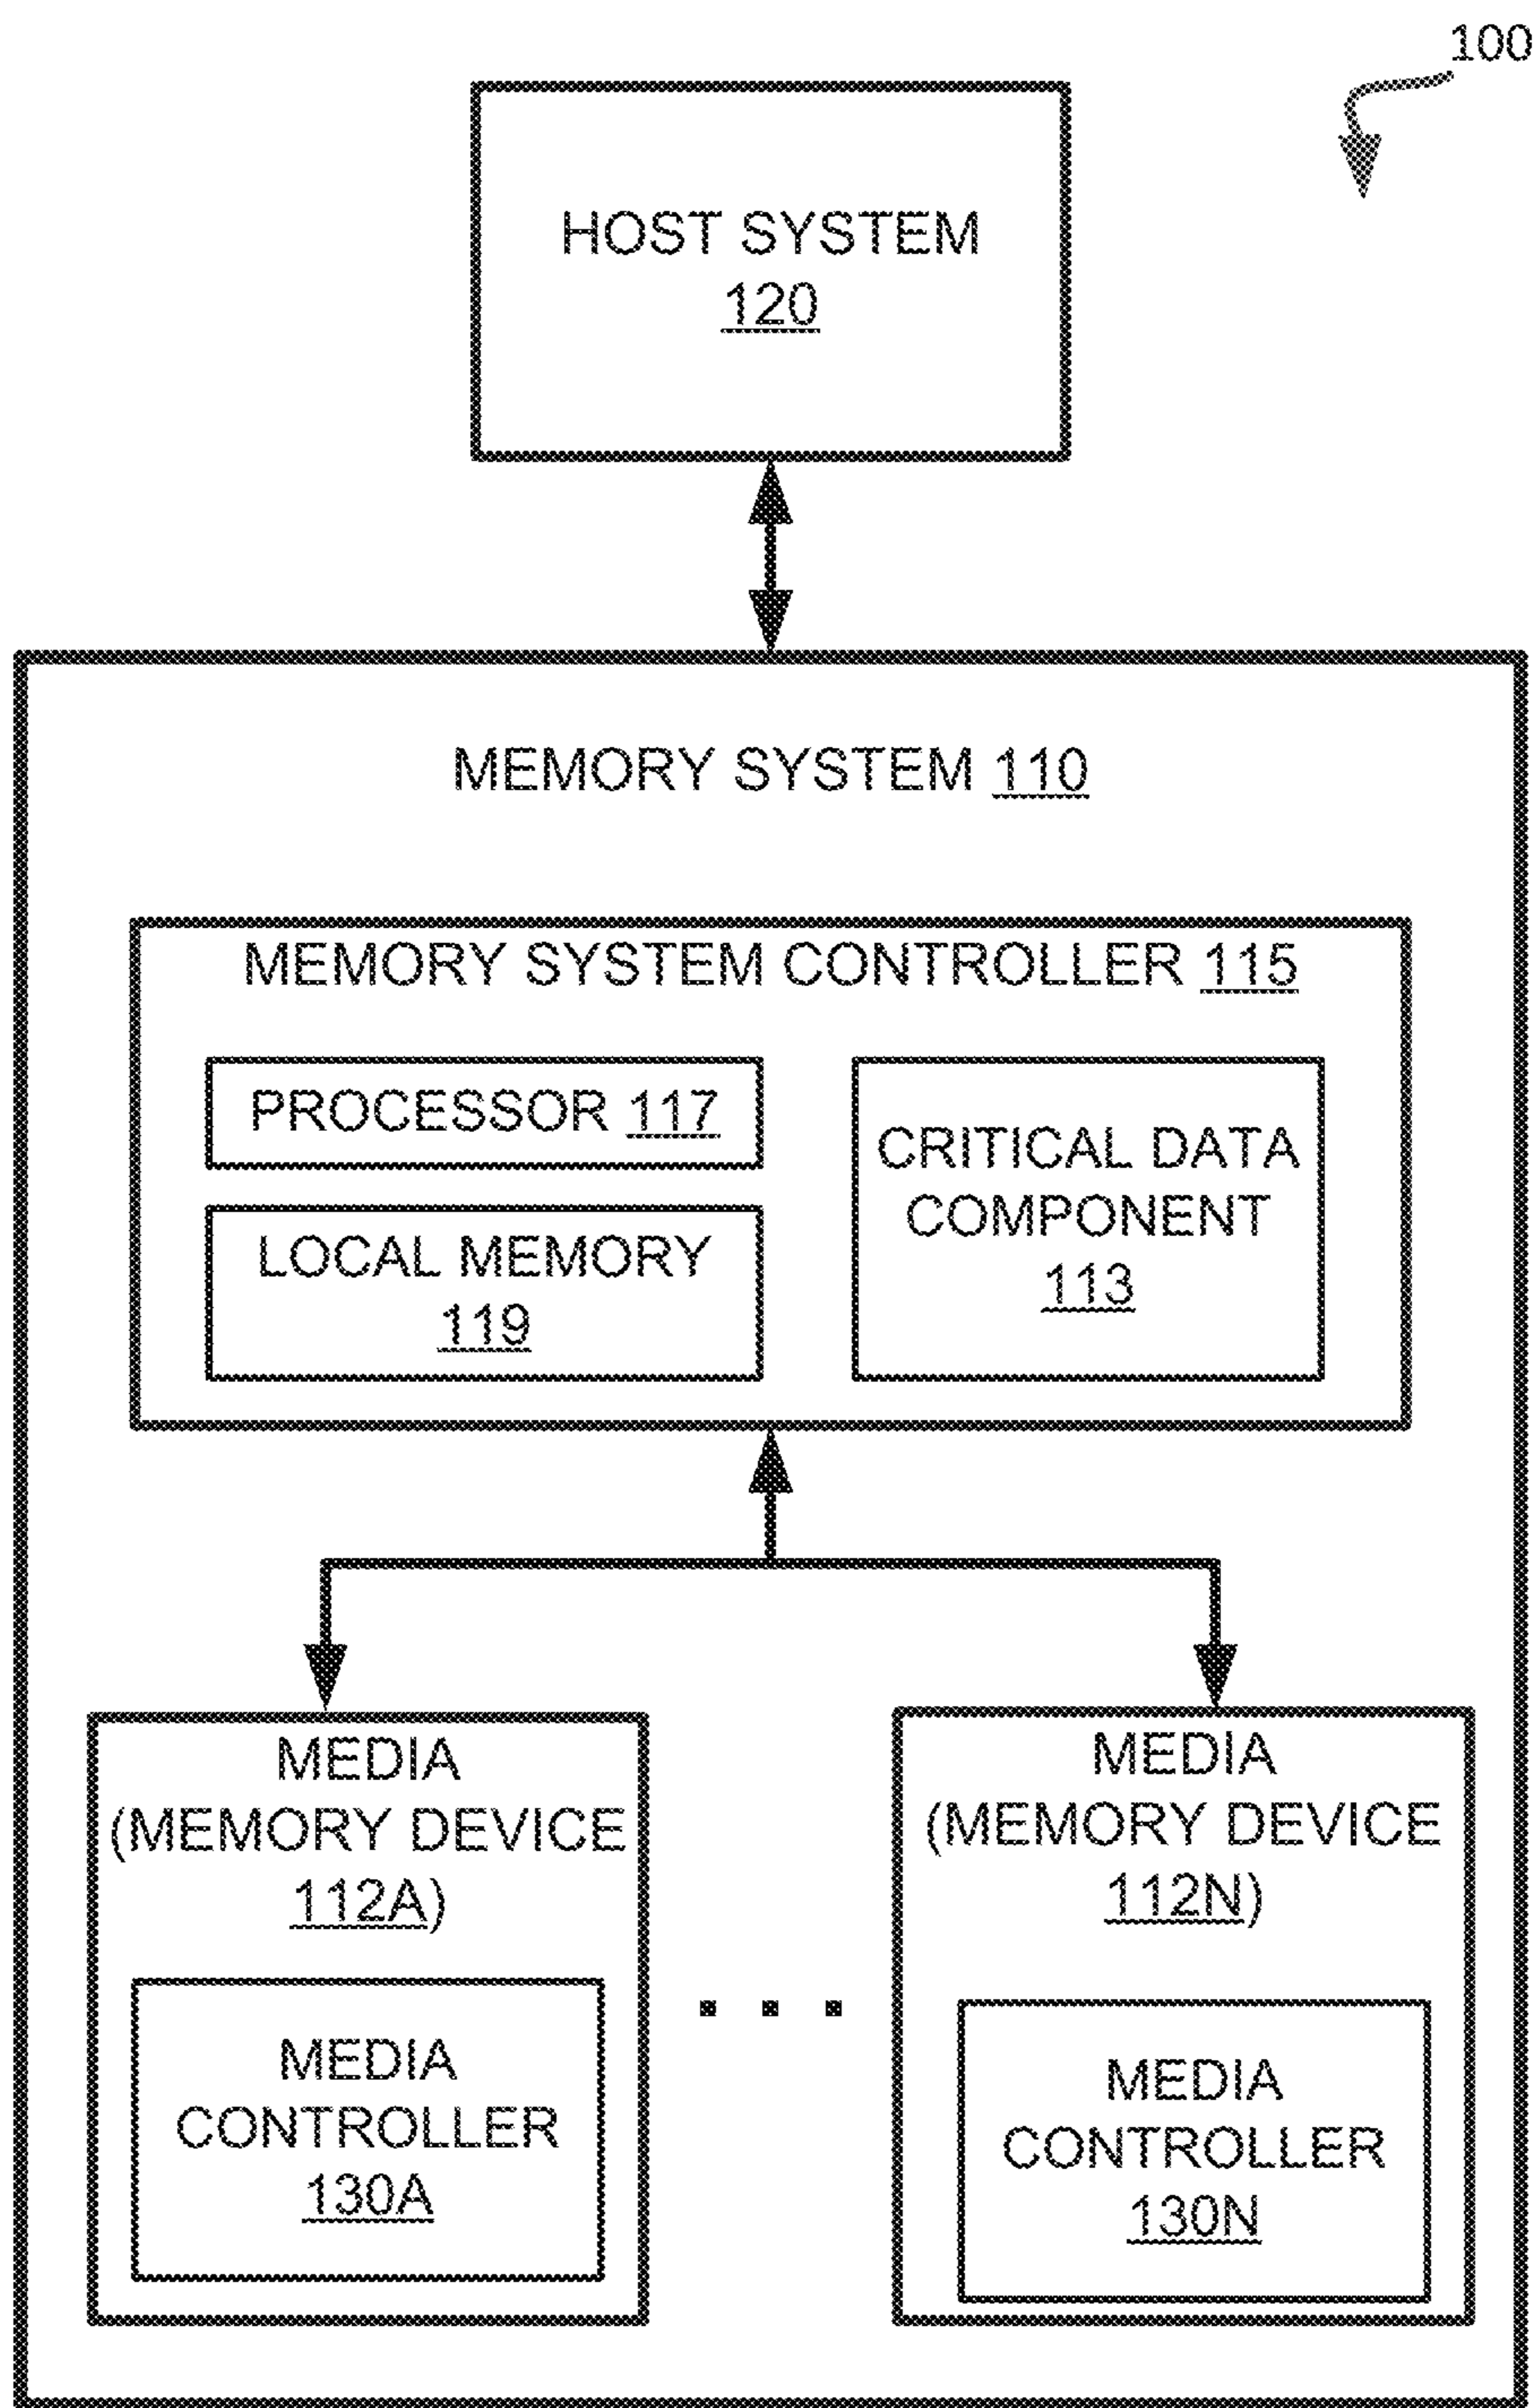 100
HOST SYSTEM
120
MEMORY SYSTEM 110
MEMORY SYSTEM CONTROLLER 115
PROCESSOR 117
LOCAL MEMORY
119
CRITICAL DATA
COMPONENT
113
MEDIA
(MEMORY DEVICE
112A)
MEDIA
CONTROLLER
130A
. . .
MEDIA
(MEMORY DEVICE
112N)
MEDIA
CONTROLLER
130N